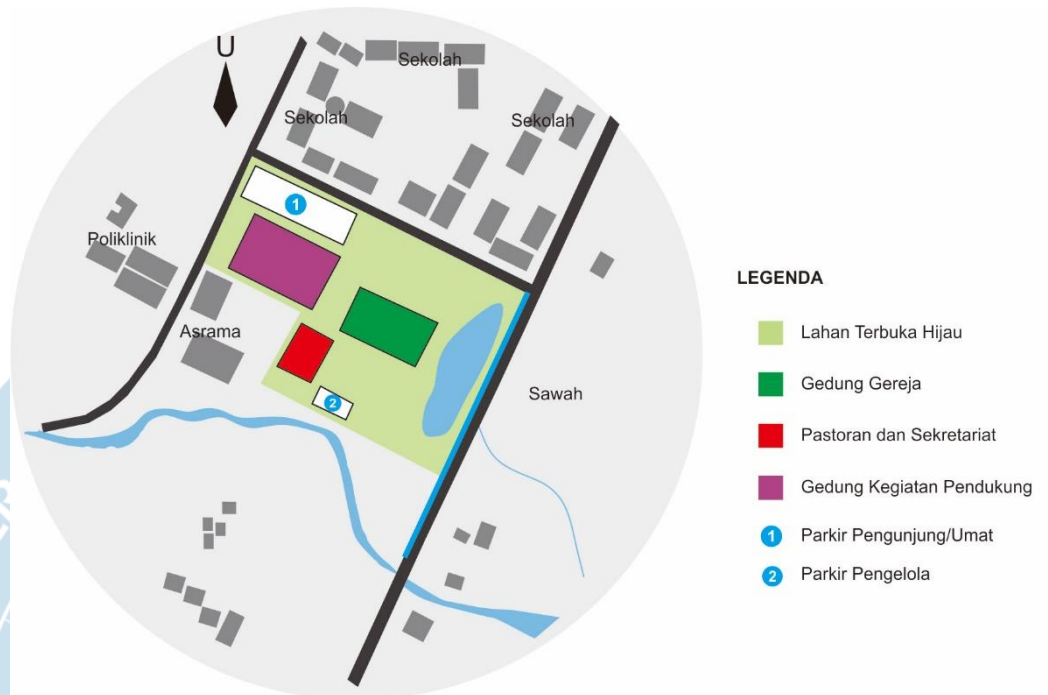 U
Sekolah
Sekolah
Sekolah
1
Poliklinik
Asrama
2
Sawah
LEGENDA
Lahan Terbuka Hijau
Gedung Gereja
Pastoran dan Sekretariat
Gedung Kegiatan Pendukung
1 Parkir Pengunjung/Umat
2 Parkir Pengelola